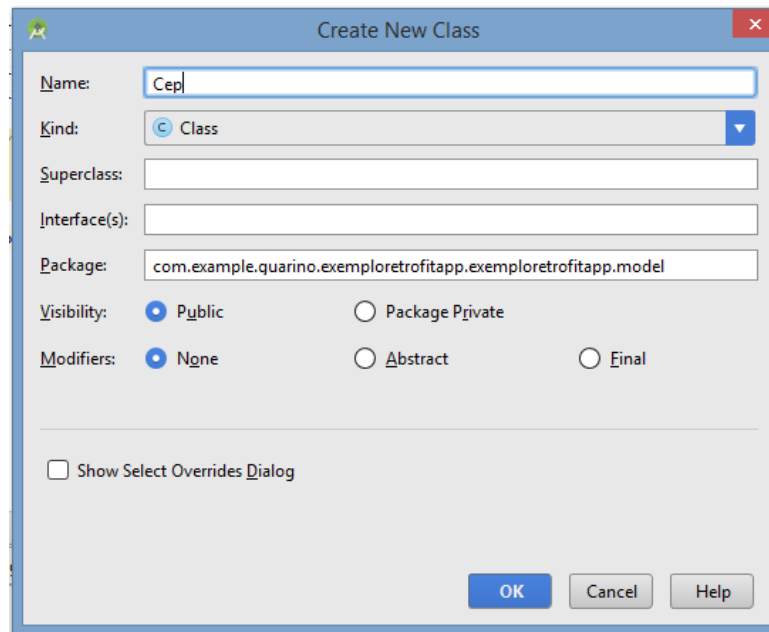 Create New Class
Name: Cep
Kind: C Class
Superclass:
Interface(s):
Package: com.example.guarino.exemploretrofitapp.exemploretrofitapp.model
Visibility: Public Package Private
Modifiers: None Abstract Final
Show Select Overrides Dialog
OK Cancel Help